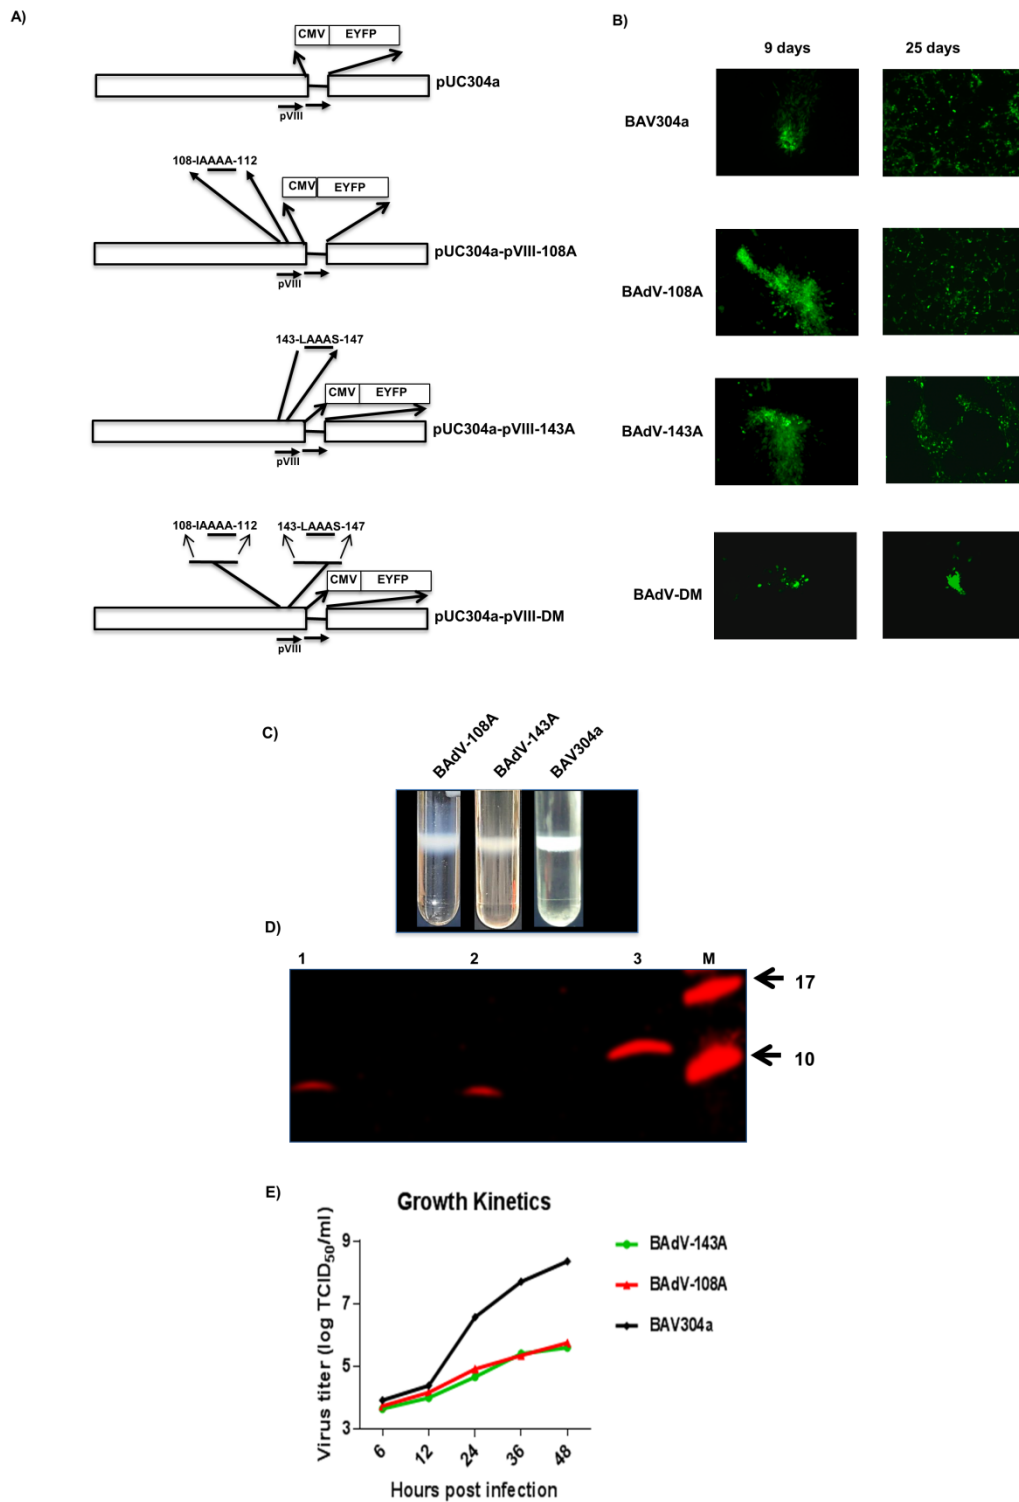 A)
CMV EYFP
pUC304a
pVIII
108-IAAAA-112
CMV EYFP
pUC304a-pVIII-108A
pVIII
143-LAAAS-147
CMV EYFP
pUC304a-pVIII-143A
pVIII
108-IAAAA-112 143-LAAAS-147
CMV EYFP
pUC304a-pVIII-DM
pVIII
B)
9 days 25 days
BAV304a
BAdV-108A
BAdV-143A
BAdV-DM
C)
BAdV-108A
BAdV-143A
BAV304a
D)
1 2 3 M
17
10
E)
Growth Kinetics
Virus titer (log TCID50/ml)
9
7
5
3
6 12 24 36 48
Hours post infection
BAdV-143A
BAdV-108A
BAV304a